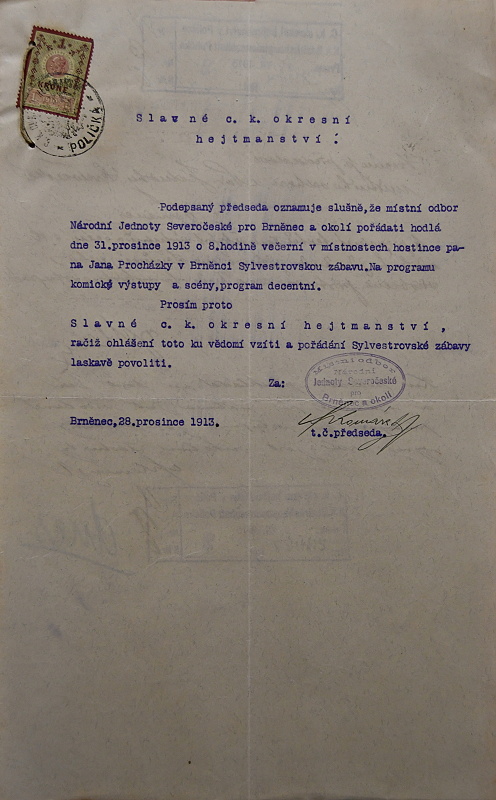 POLIČKA
Slavné c. k. okresní
hejtmanství !
Podepsaný předseda oznamuje slušně,že místní odbor
Národní Jednoty Severočeské pro Brněnec a okolí pořádati hodlá
dne 31.prosince 1913 o 8.hodině večerní v místnostech hostince pa-
na Jana Procházky v Brněnci Sylvestrovskou zábavu.Na programu
komické výstupy a scény,program decentní.
Prosím proto
Slavné c. k. okresní hejtmanství ,
račiž ohlášení toto ku vědomí vzíti a pořádání Sylvestrovské zábavy
laskavě povoliti.
Za:
Místní odbor
Národní
Jednoty Severočeské
pro
Brněnec a okolí
Brněnec,28.prosince 1913.
t.č.předseda.